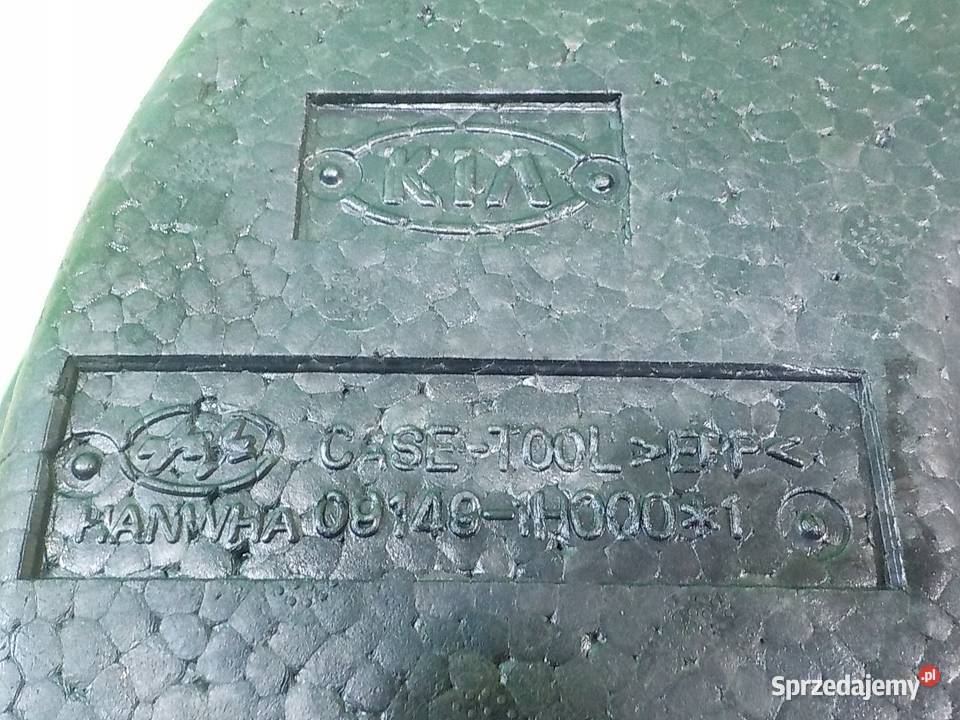 KIA
CASE-TOOL >EPP<
HANWHA 09149-1H000*1
Sprzedajemy.pl